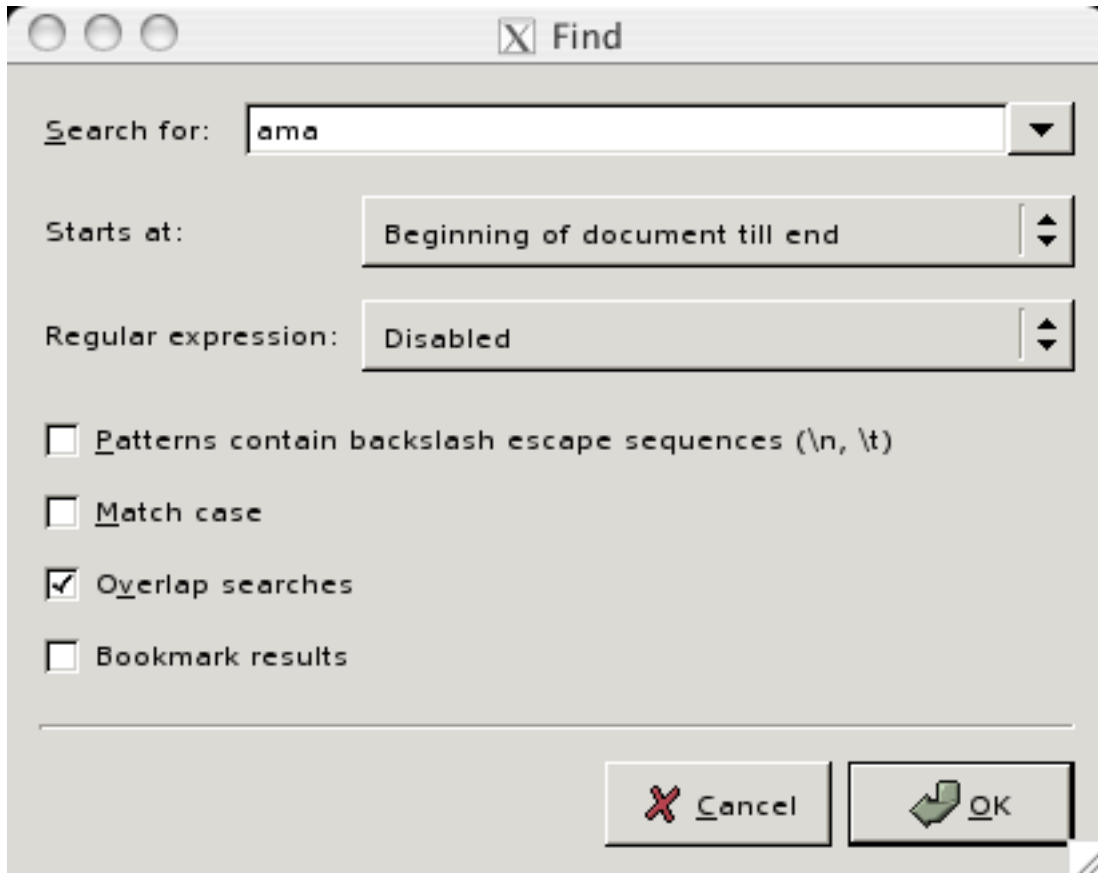 Find
Search for: ama
Starts at: Beginning of document till end
Regular expression: Disabled
Patterns contain backslash escape sequences (\n, \t)
Match case
Overlap searches
Bookmark results
Cancel OK